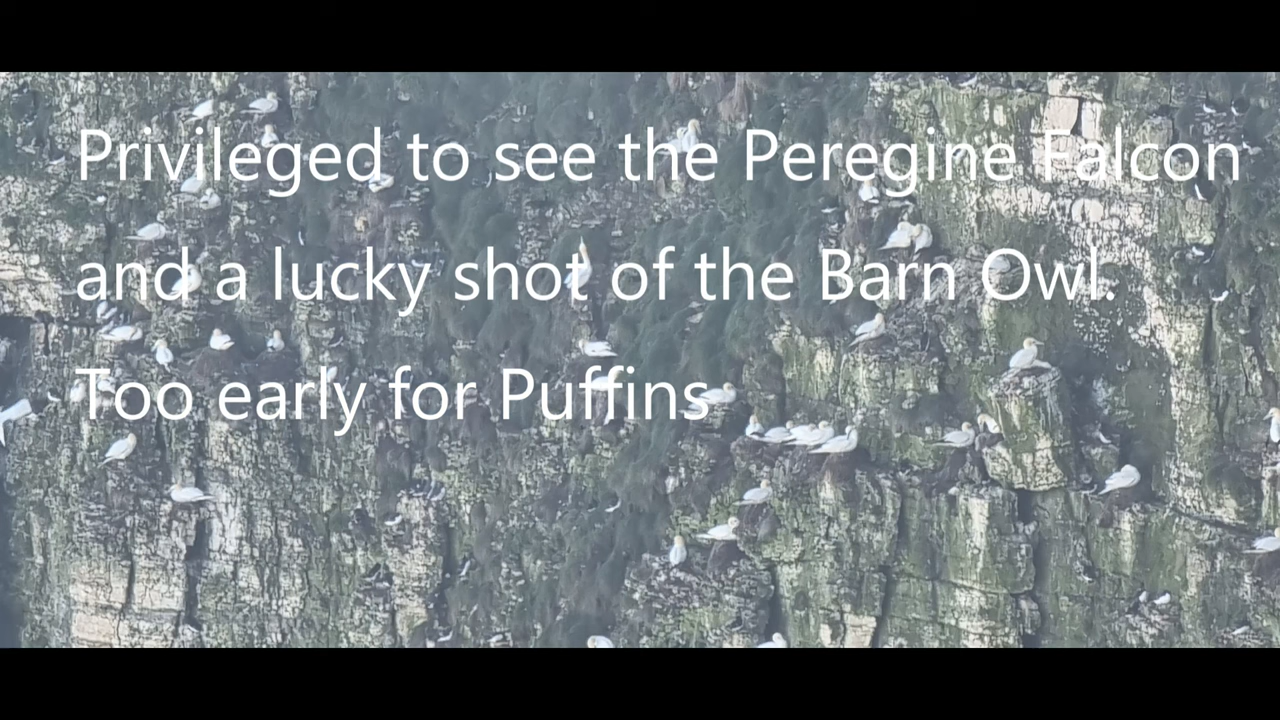 Privileged to see the Peregine Falcon
and a lucky shot of the Barn Owl.
Too early for Puffins